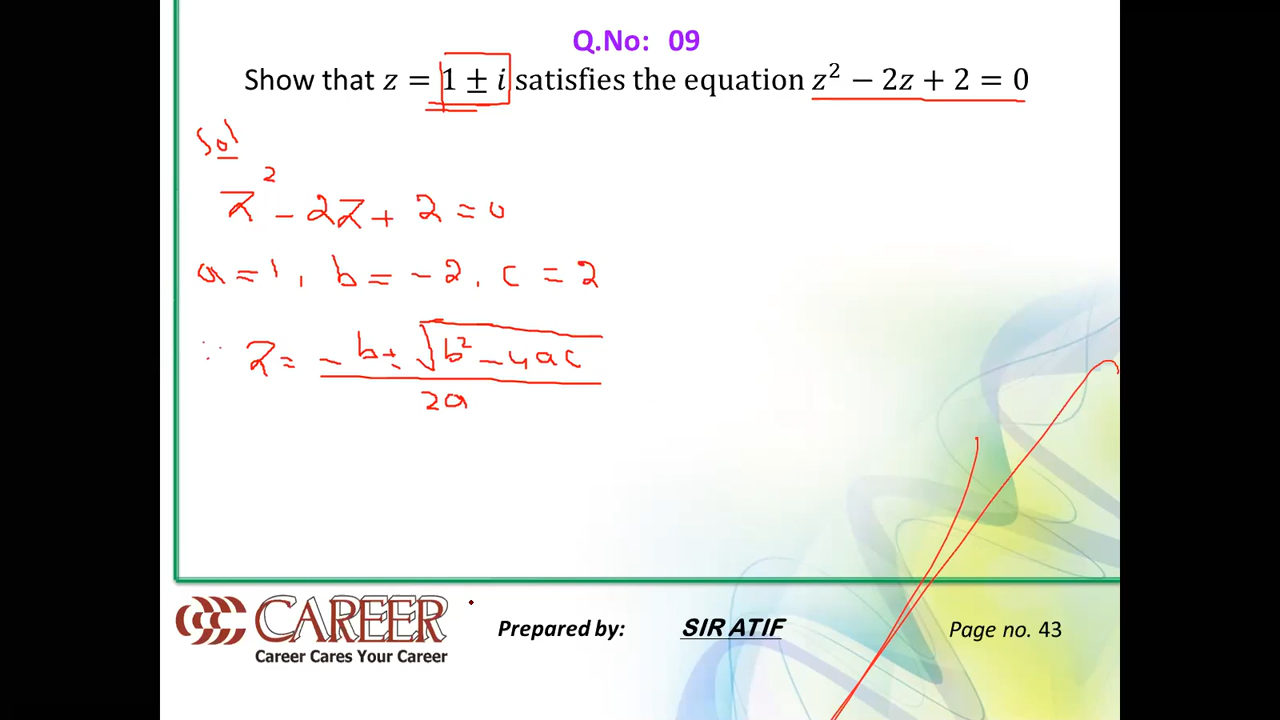 Q.No: 09
Show that z = 1 ± i satisfies the equation z² − 2z + 2 = 0
Sol
z² - 2z + 2 = 0
a = 1, b = -2, c = 2
∵ z = (-b ± √(b² - 4ac)) / 2a
CAREER
Career Cares Your Career
Prepared by: SIR ATIF
Page no. 43